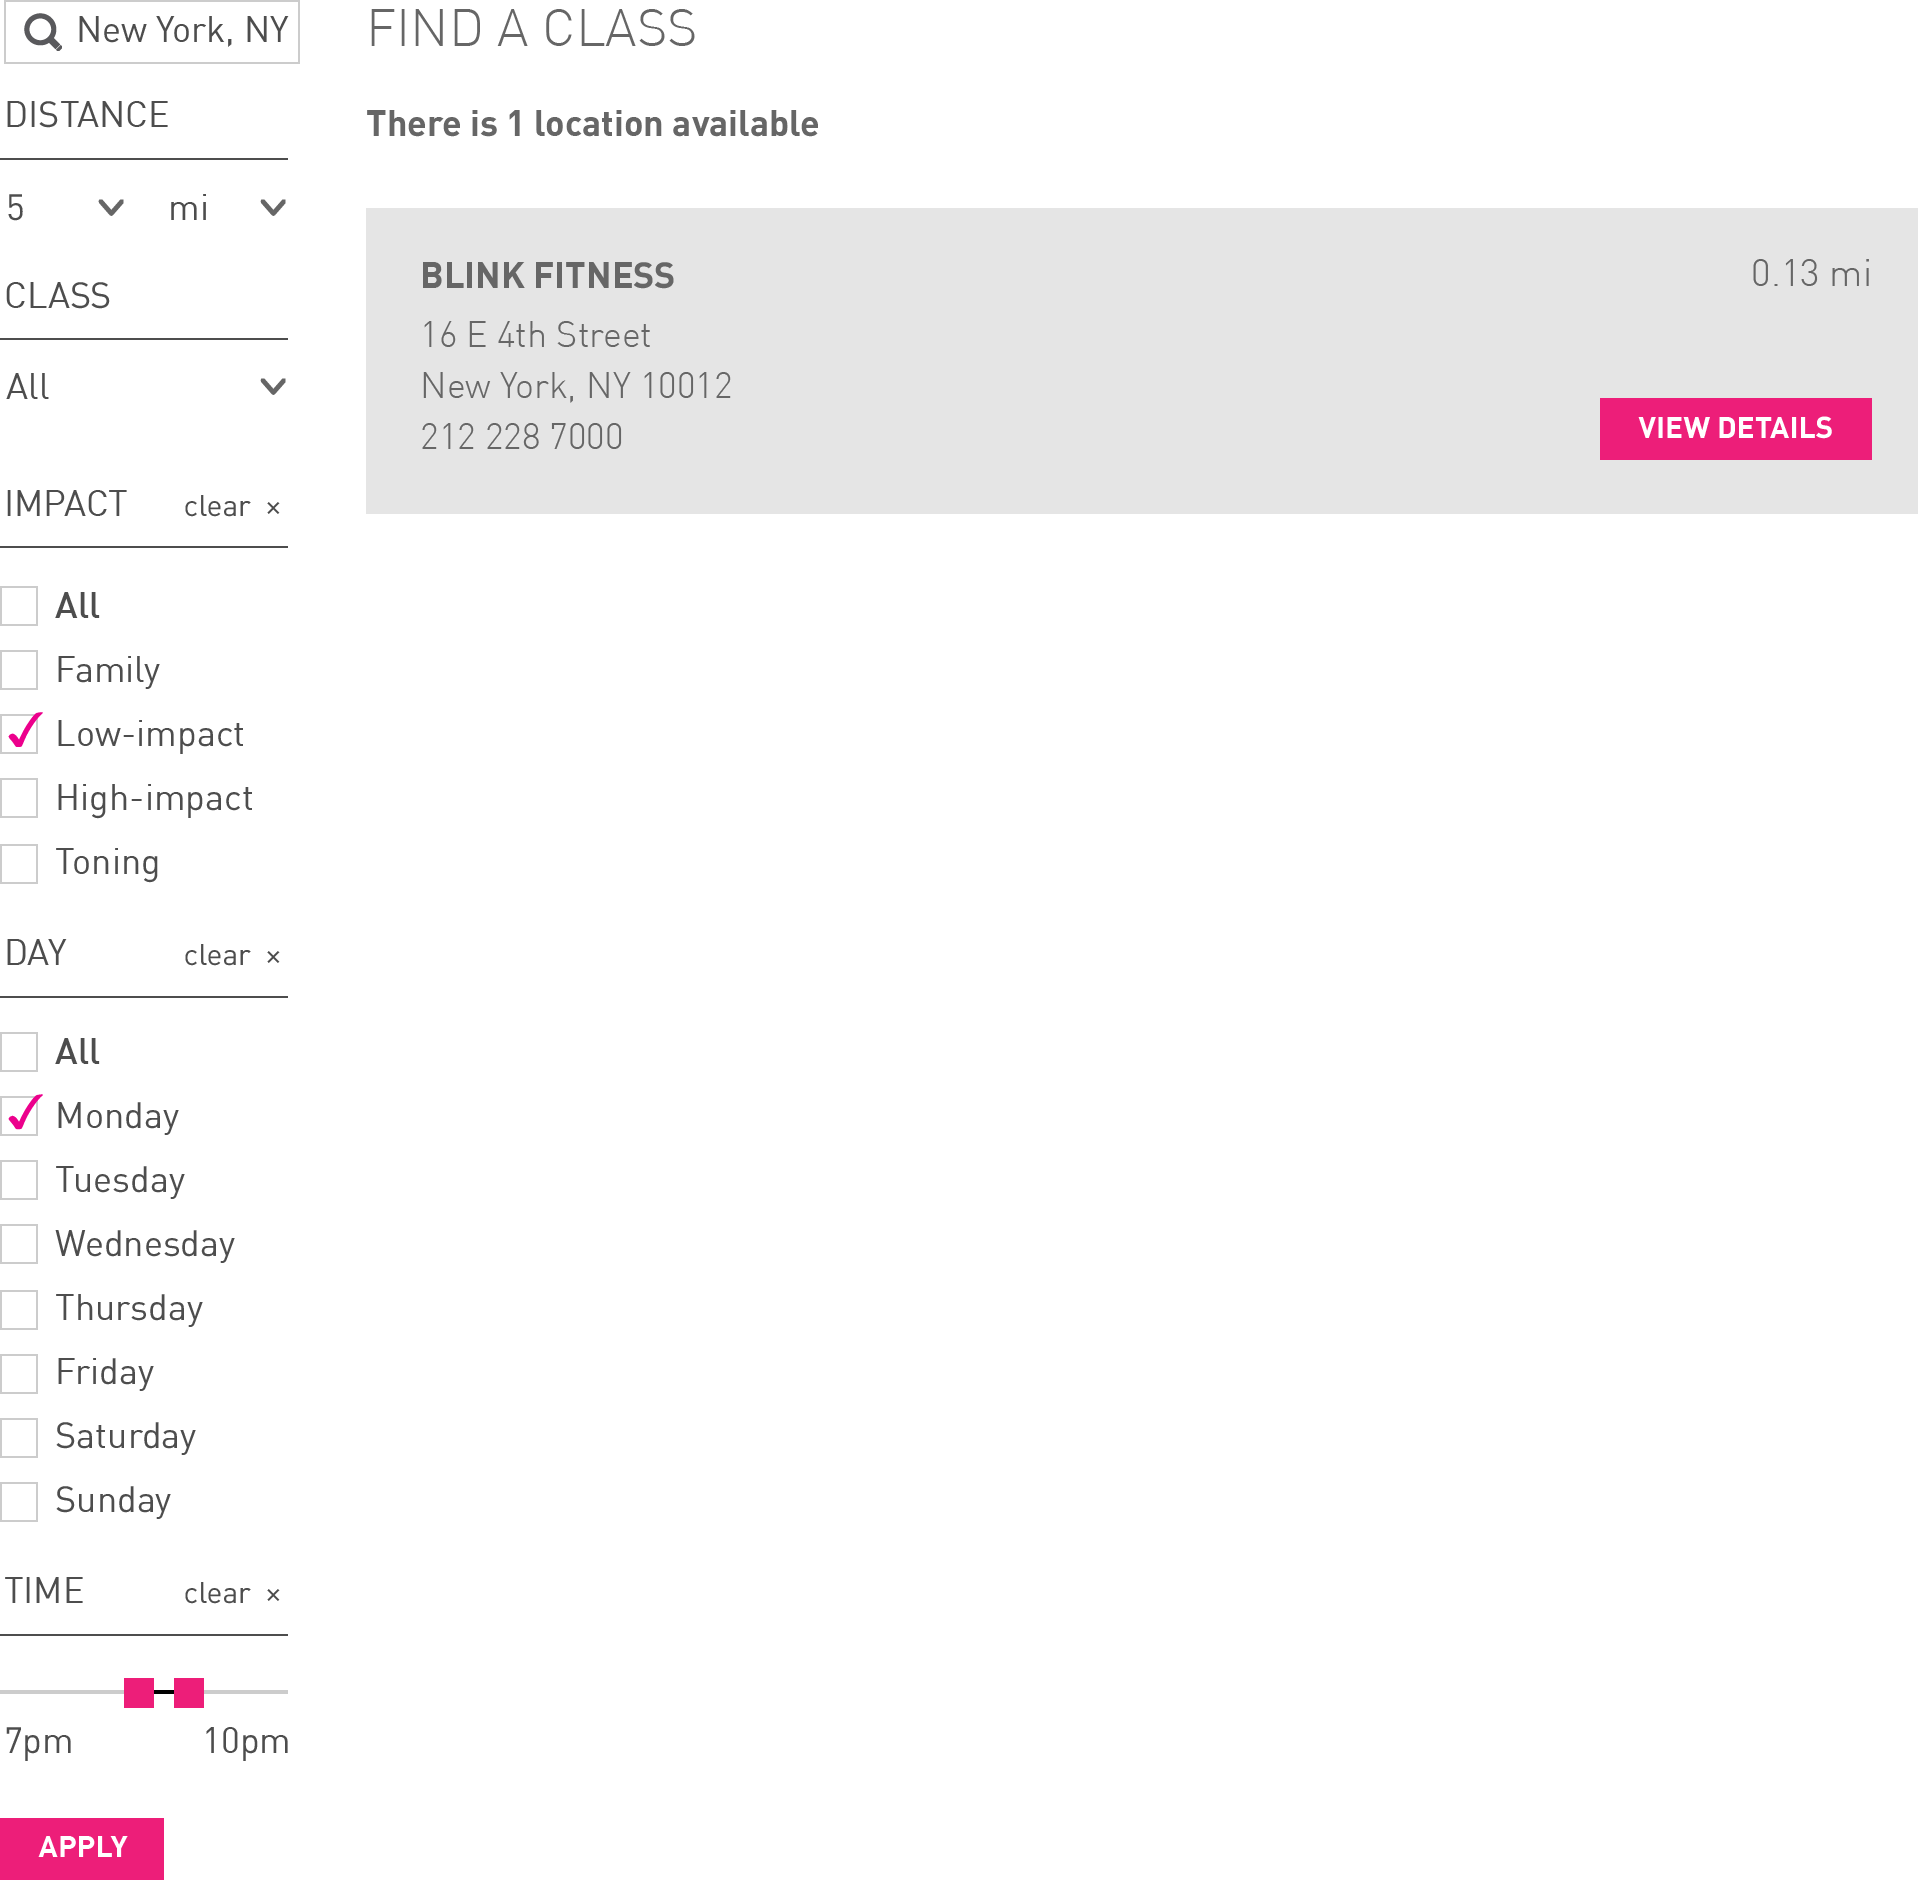 New York, NY
DISTANCE
5 mi
CLASS
All
IMPACT clear ×
All
Family
Low-impact
High-impact
Toning
DAY clear ×
All
Monday
Tuesday
Wednesday
Thursday
Friday
Saturday
Sunday
TIME clear ×
7pm 10pm
APPLY
FIND A CLASS
There is 1 location available
BLINK FITNESS 0.13 mi
16 E 4th Street
New York, NY 10012
212 228 7000
VIEW DETAILS